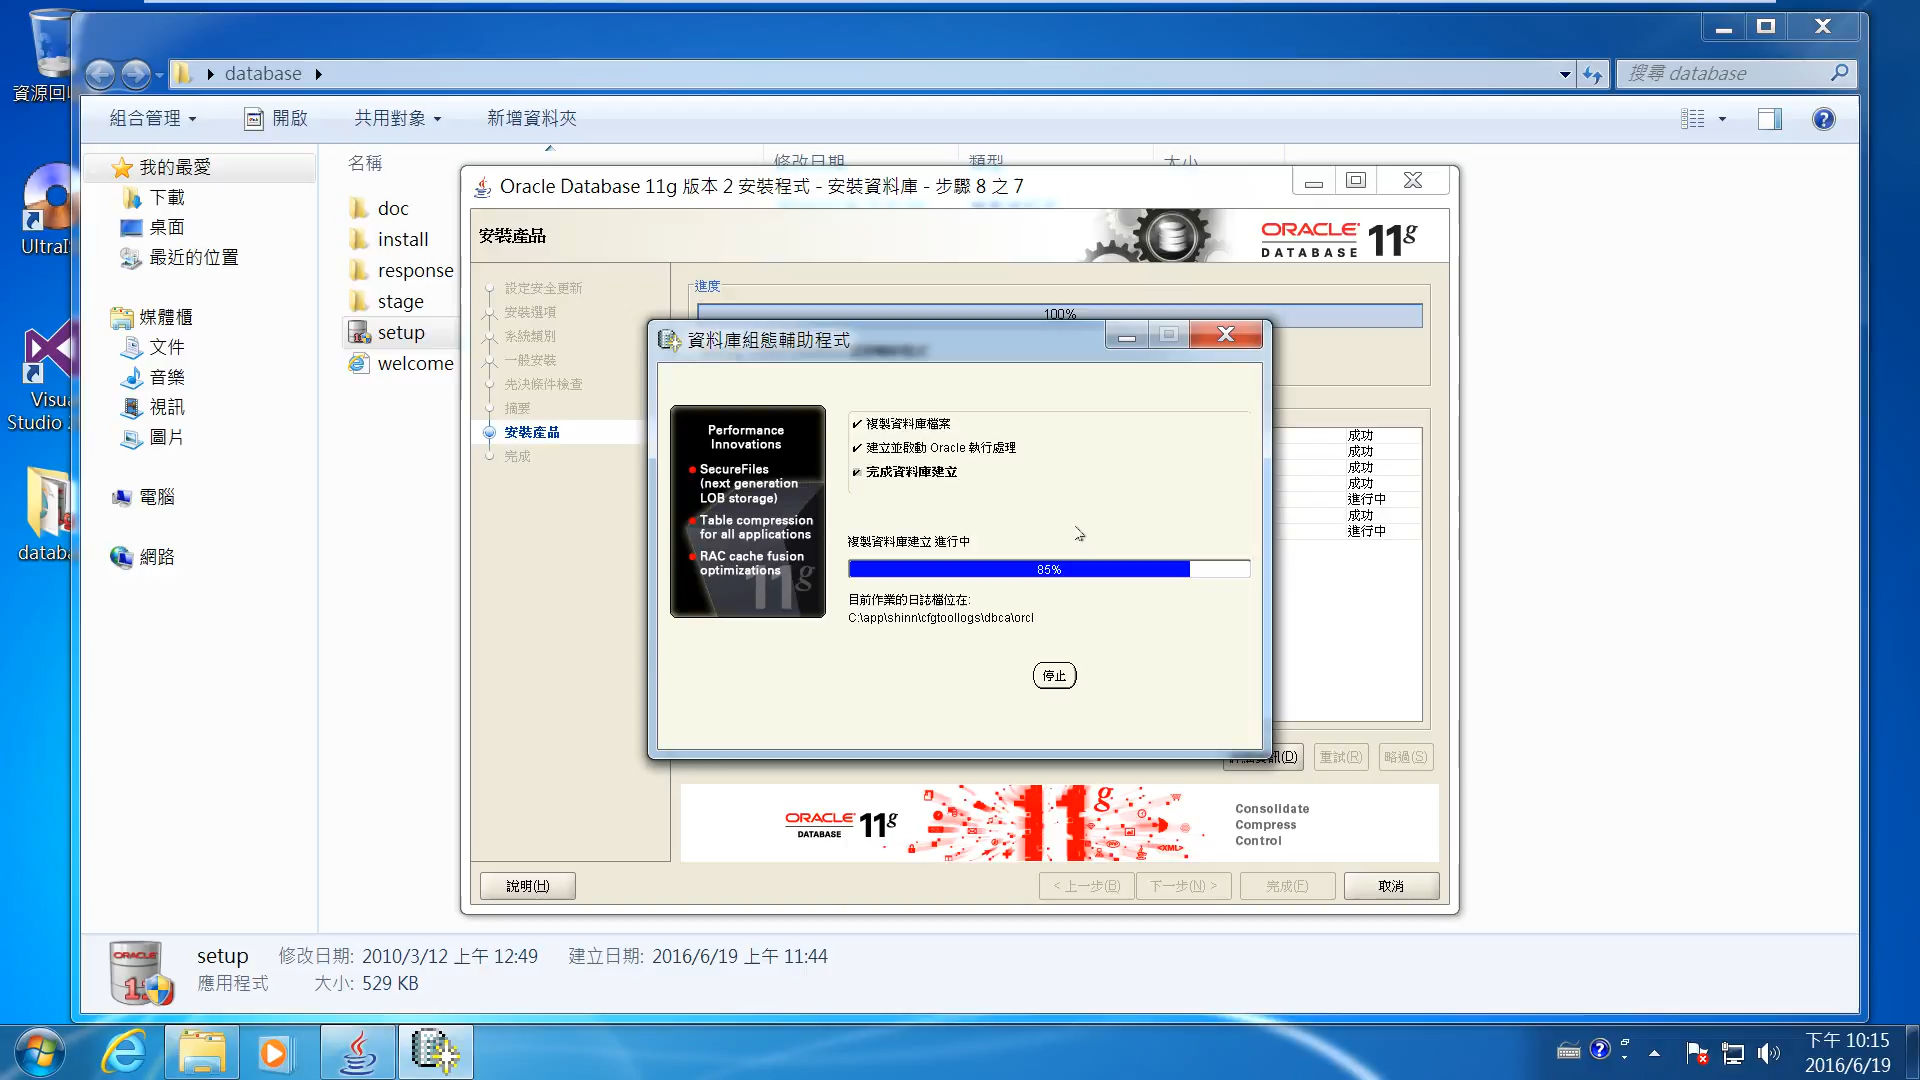 資源回
UltraI
Visu
Studio
datab
database
搜尋 database
組合管理
開啟
共用對象
新增資料夾
我的最愛
下載
桌面
最近的位置
媒體櫃
文件
音樂
視訊
圖片
電腦
網路
名稱
修改日期
類型
大小
doc
install
response
stage
setup
welcome
Oracle Database 11g 版本 2 安裝程式 - 安裝資料庫 - 步驟 8 之 7
安裝產品
ORACLE
DATABASE
11g
設定安全更新
安裝選項
系統類別
一般安裝
先決條件檢查
摘要
安裝產品
完成
進度
100%
資料庫組態輔助程式
Performance
Innovations
SecureFiles
(next generation
LOB storage)
Table compression
for all applications
RAC cache fusion
optimizations
11g
複製資料庫檔案
建立並啟動 Oracle 執行處理
完成資料庫建立
複製資料庫建立 進行中
85%
目前作業的日誌檔位在:
C:\app\shinn\cfgtoollogs\dbca\orcl
停止
成功
成功
成功
成功
進行中
成功
進行中
訊(D)
重試(R)
略過(S)
ORACLE
DATABASE
11g
11g
<XML>
Consolidate
Compress
Control
說明(H)
< 上一步(B)
下一步(N) >
完成(F)
取消
setup
修改日期: 2010/3/12 上午 12:49
建立日期: 2016/6/19 上午 11:44
應用程式
大小: 529 KB
下午 10:15
2016/6/19